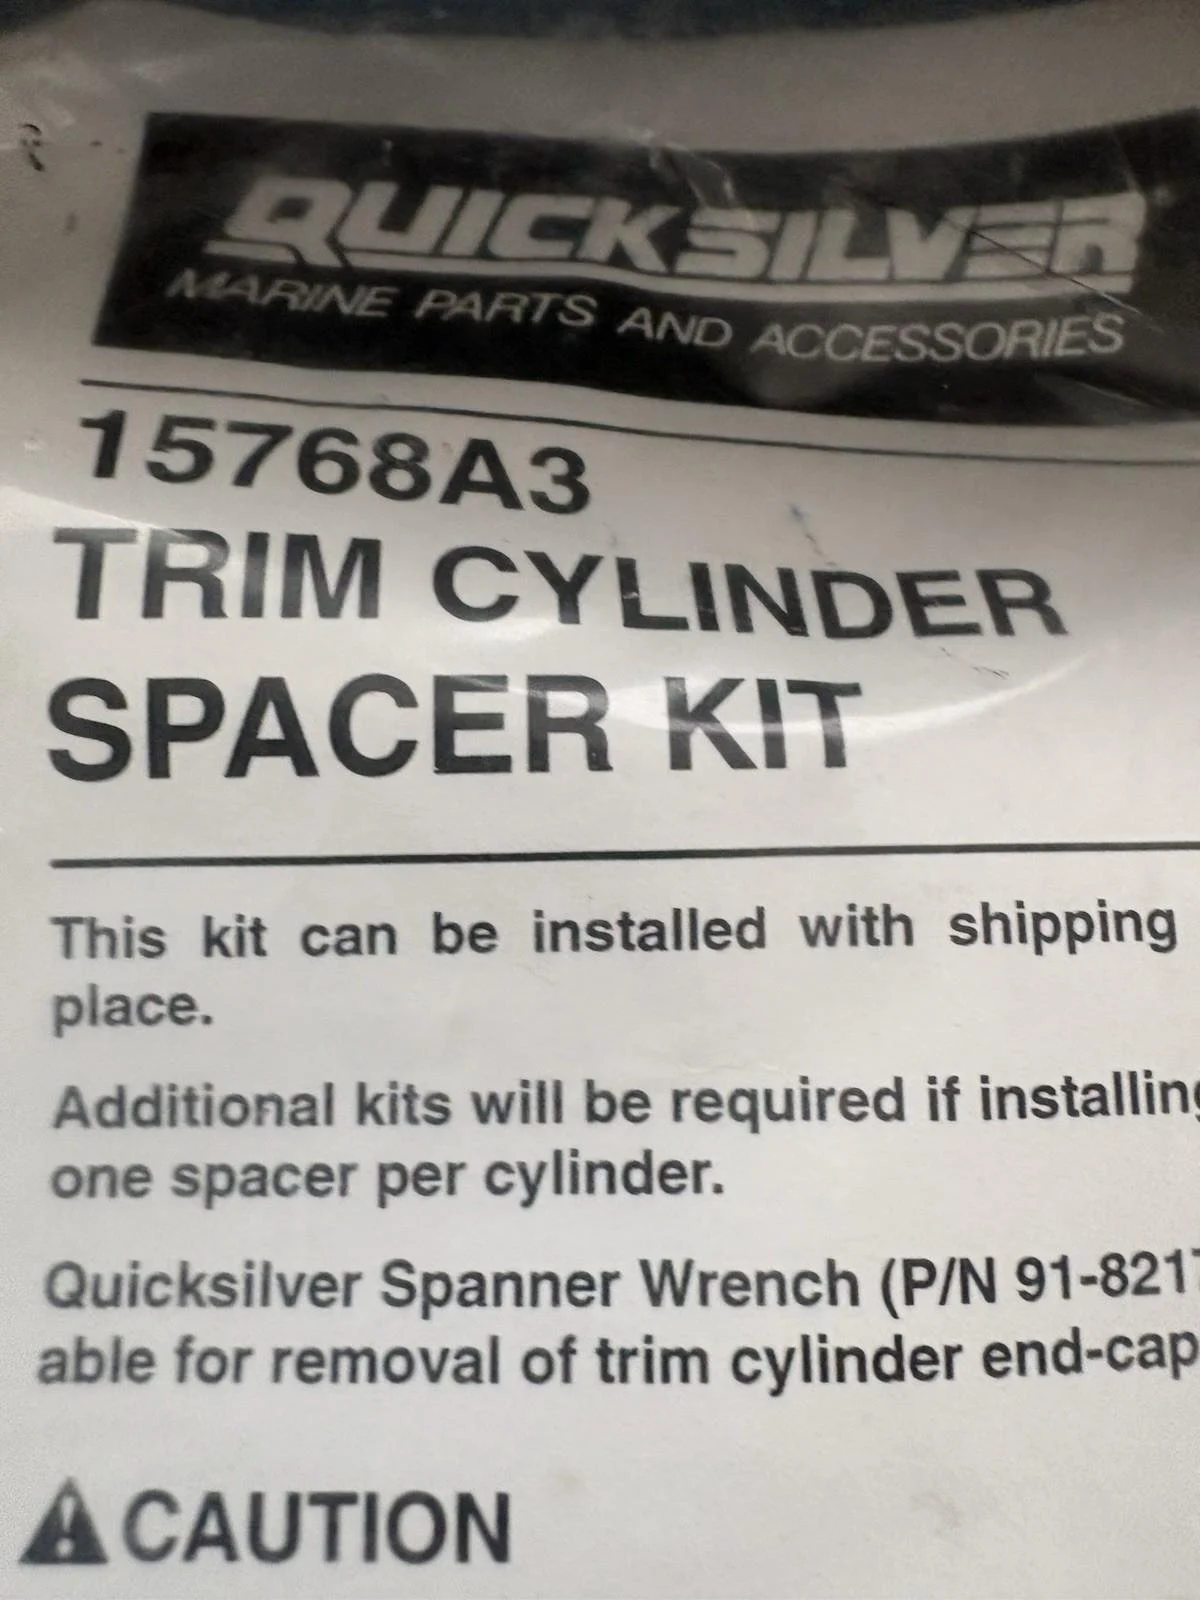 QUICKSILVER
MARINE PARTS AND ACCESSORIES
15768A3
TRIM CYLINDER
SPACER KIT
This kit can be installed with shipping
place.
Additional kits will be required if installing
one spacer per cylinder.
Quicksilver Spanner Wrench (P/N 91-821
able for removal of trim cylinder end-cap
CAUTION